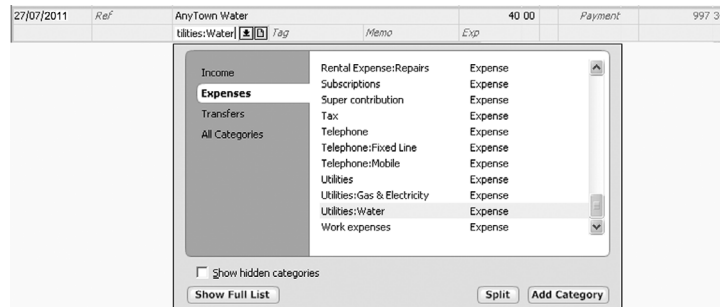 27/07/2011 Ref AnyTown Water 40 00 Payment 997 3
tilities:Water Tag Memo Exp
Income
Expenses
Transfers
All Categories
Rental Expense:Repairs Expense
Subscriptions Expense
Super contribution Expense
Tax Expense
Telephone Expense
Telephone:Fixed Line Expense
Telephone:Mobile Expense
Utilities Expense
Utilities:Gas & Electricity Expense
Utilities:Water Expense
Work expenses Expense
Show hidden categories
Show Full List Split Add Category